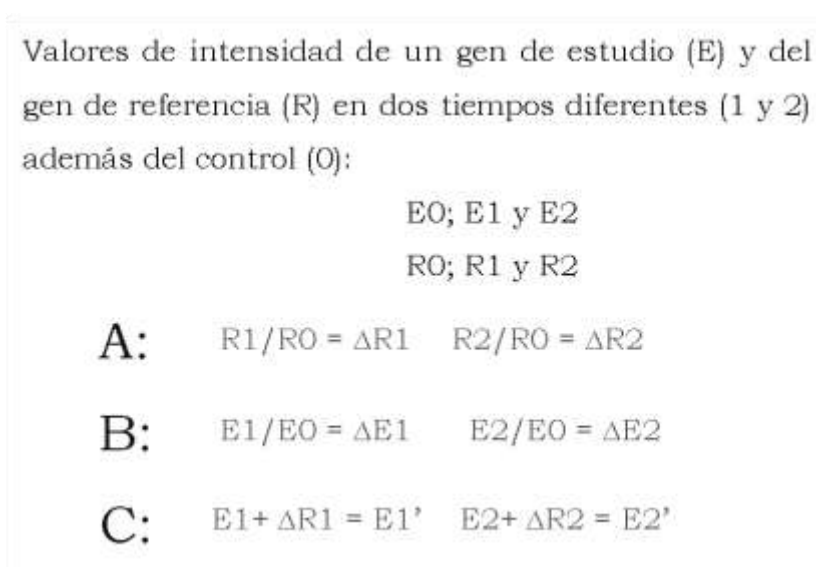 Valores de intensidad de un gen de estudio (E) y del
gen de referencia (R) en dos tiempos diferentes (1 y 2)
además del control (0):
E0; E1 y E2
R0; R1 y R2
A: R1/R0 = ΔR1 R2/R0 = ΔR2
B: E1/E0 = ΔE1 E2/E0 = ΔE2
C: E1+ ΔR1 = E1’ E2+ ΔR2 = E2’